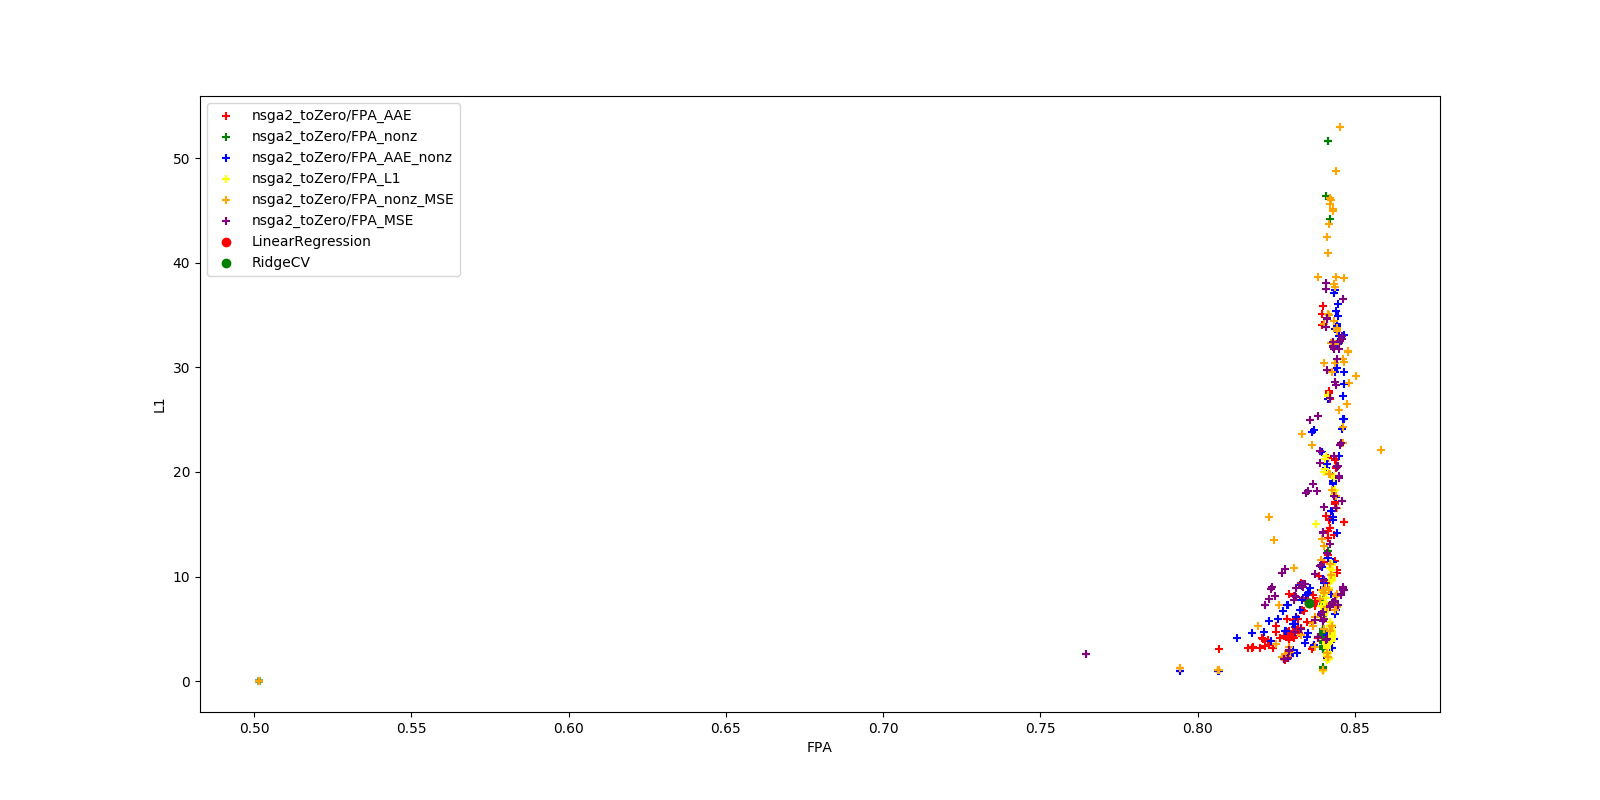 nsga2_toZero/FPA_AAE
nsga2_toZero/FPA_nonz
nsga2_toZero/FPA_AAE_nonz
nsga2_toZero/FPA_L1
nsga2_toZero/FPA_nonz_MSE
nsga2_toZero/FPA_MSE
LinearRegression
RidgeCV
50
40
30
20
10
0
L1
0.50 0.55 0.60 0.65 0.70 0.75 0.80 0.85
FPA